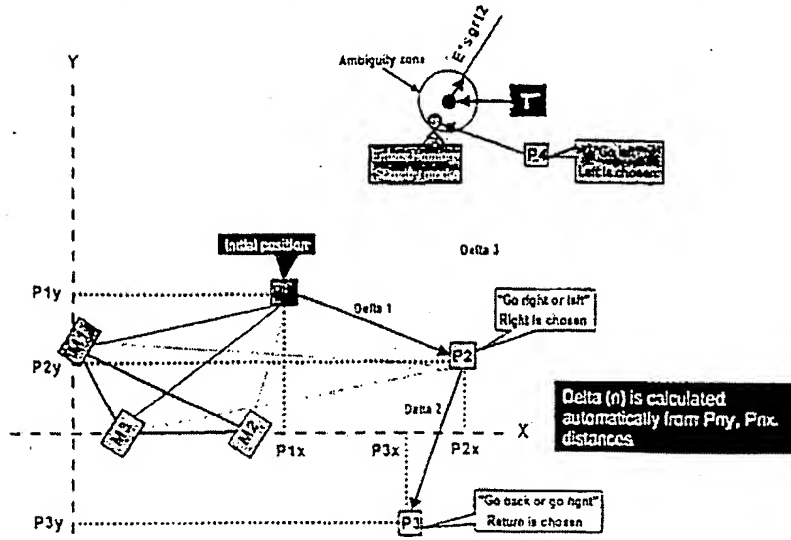 Y
E*sqrt2
Ambiguity zone
T
P4
"Go left"
Left is chosen
Initial position
Delta 3
P1y
Delta 1
"Go right or left"
Right is chosen
M1
P2
P2y
Delta 2
Delta (n) is calculated
automatically from Pny, Pnx
distances
M3
M2
X
P1x
P3x
P2x
P3y
P3
"Go back or go right"
Return is chosen